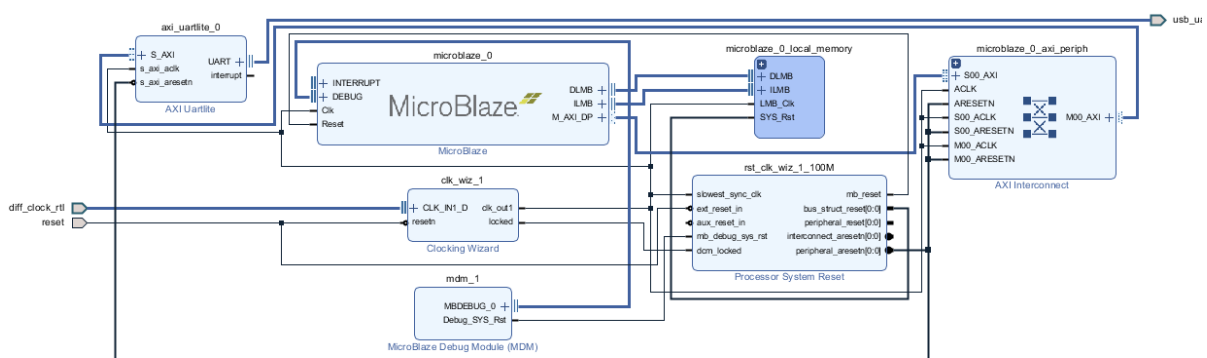 axi_uartlite_0
S_AXI
s_axi_aclk
s_axi_aresetn
UART
interrupt
AXI Uartlite
microblaze_0
INTERRUPT
DEBUG
Clk
Reset
MicroBlaze
DLMB
ILMB
M_AXI_DP
MicroBlaze
microblaze_0_local_memory
DLMB
ILMB
LMB_Clk
SYS_Rst
usb_ua
microblaze_0_axi_periph
S00_AXI
ACLK
ARESETN
S00_ACLK
S00_ARESETN
M00_ACLK
M00_ARESETN
M00_AXI
AXI Interconnect
diff_clock_rtl
reset
clk_wiz_1
CLK_IN1_D
resetn
clk_out1
locked
Clocking Wizard
rst_clk_wiz_1_100M
slowest_sync_clk
ext_reset_in
aux_reset_in
mb_debug_sys_rst
dcm_locked
mb_reset
bus_struct_reset[0:0]
peripheral_reset[0:0]
interconnect_aresetn[0:0]
peripheral_aresetn[0:0]
Processor System Reset
mdm_1
MBDEBUG_0
Debug_SYS_Rst
MicroBlaze Debug Module (MDM)